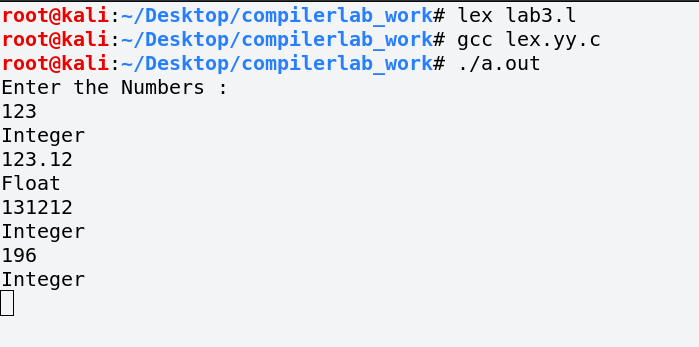 root@kali:~/Desktop/compilerlab_work# lex lab3.l
root@kali:~/Desktop/compilerlab_work# gcc lex.yy.c
root@kali:~/Desktop/compilerlab_work# ./a.out
Enter the Numbers :
123
Integer
123.12
Float
131212
Integer
196
Integer